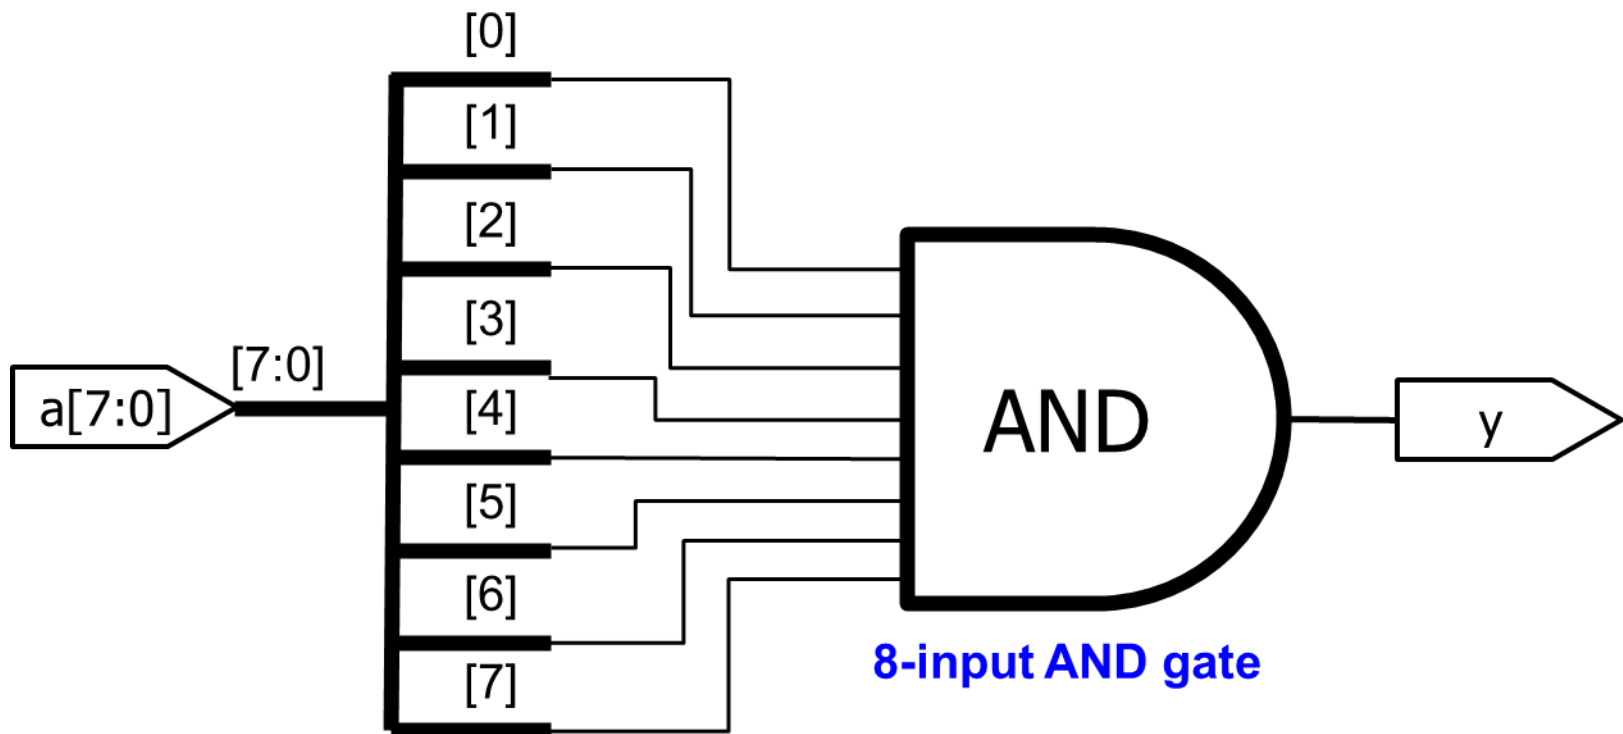 [0]
[1]
[2]
[3]
[7:0]
a[7:0]
[4]
AND
y
[5]
[6]
8-input AND gate
[7]